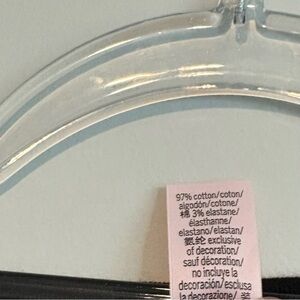 97% cotton/coton/
algodón/cotone/
棉 3% elastane/
élasthanne/
elastano/elastan/
氨纶 exclusive
of decoration/
sauf décoration/
no incluye la
decoración/esclusa
la decorazione/